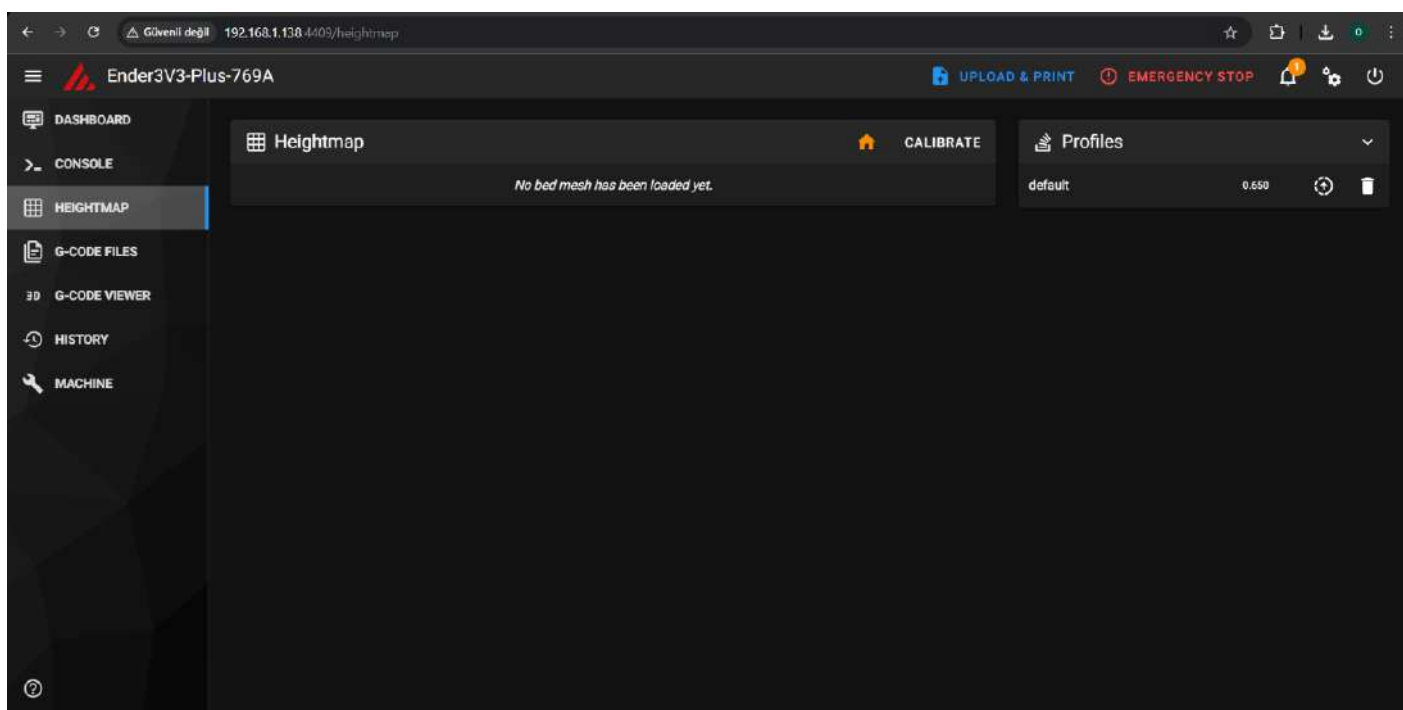 Güvenli değil 192.168.1.138:4409/heightmap
Ender3V3-Plus-769A
UPLOAD & PRINT
EMERGENCY STOP
1
DASHBOARD
CONSOLE
HEIGHTMAP
G-CODE FILES
3D G-CODE VIEWER
HISTORY
MACHINE
Heightmap
CALIBRATE
No bed mesh has been loaded yet.
Profiles
default 0.650